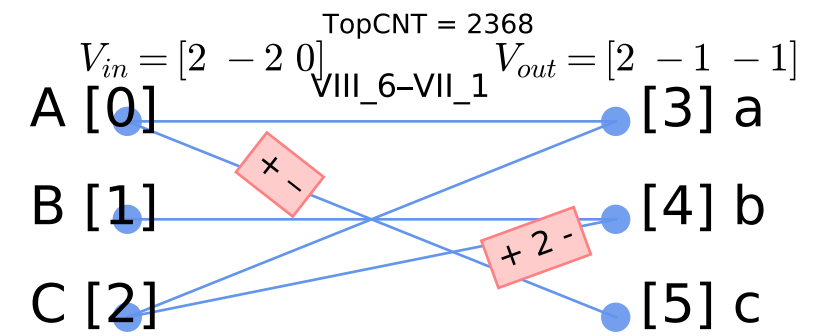 TopCNT = 2368
V_in = [2 −2 0]
V_out = [2 −1 −1]
VIII_6–VII_1
A [0]
[3] a
+ −
B [1]
[4] b
+ 2 -
C [2]
[5] c